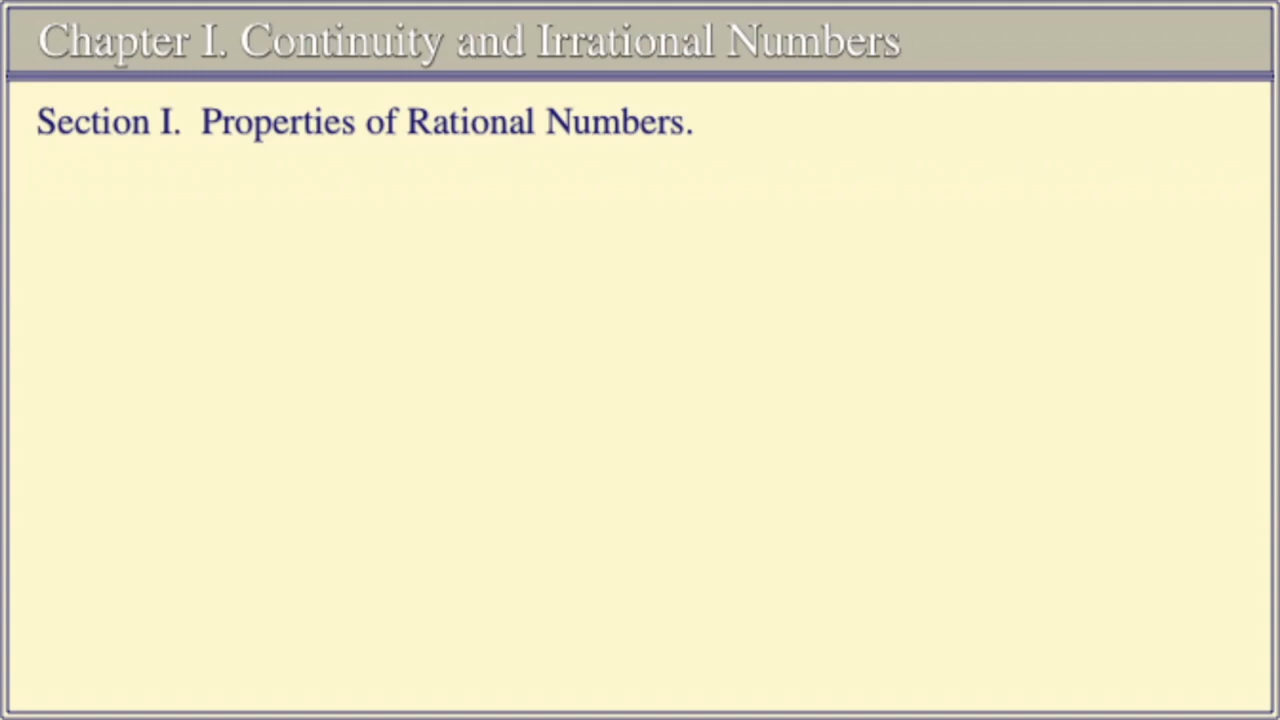 Chapter I. Continuity and Irrational Numbers
Section I. Properties of Rational Numbers.